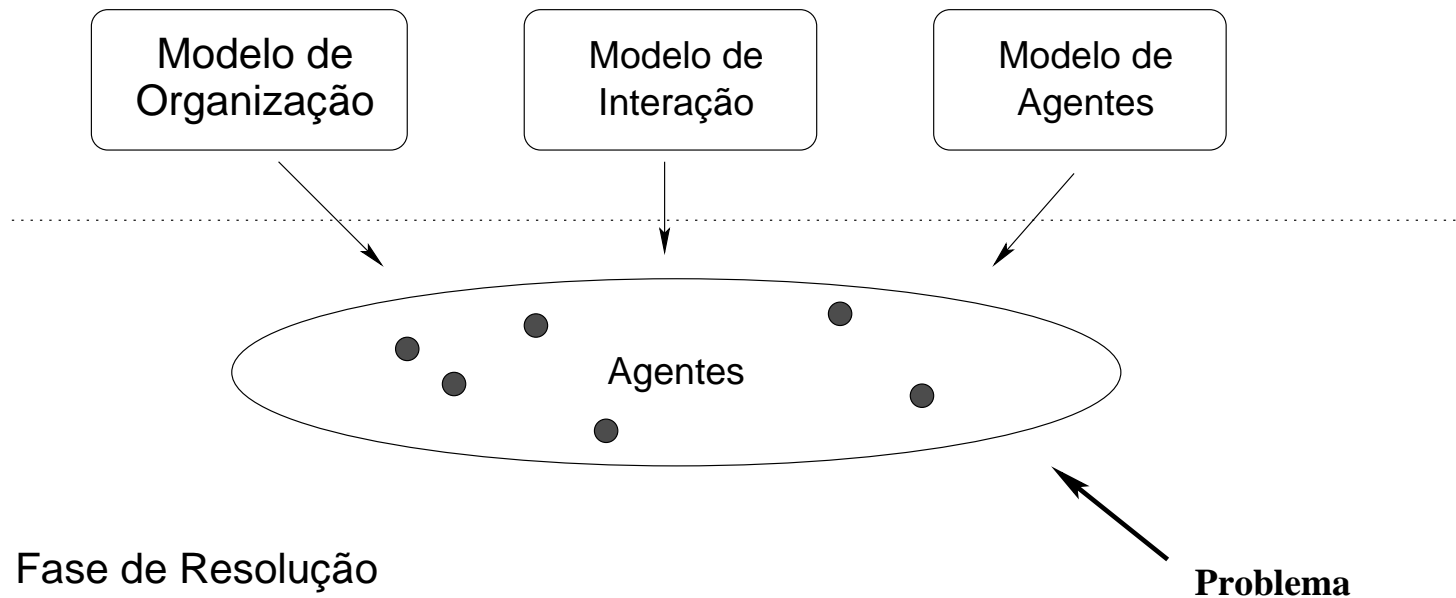 Modelo de
Organização
Modelo de
Interação
Modelo de
Agentes
Agentes
Fase de Resolução
Problema